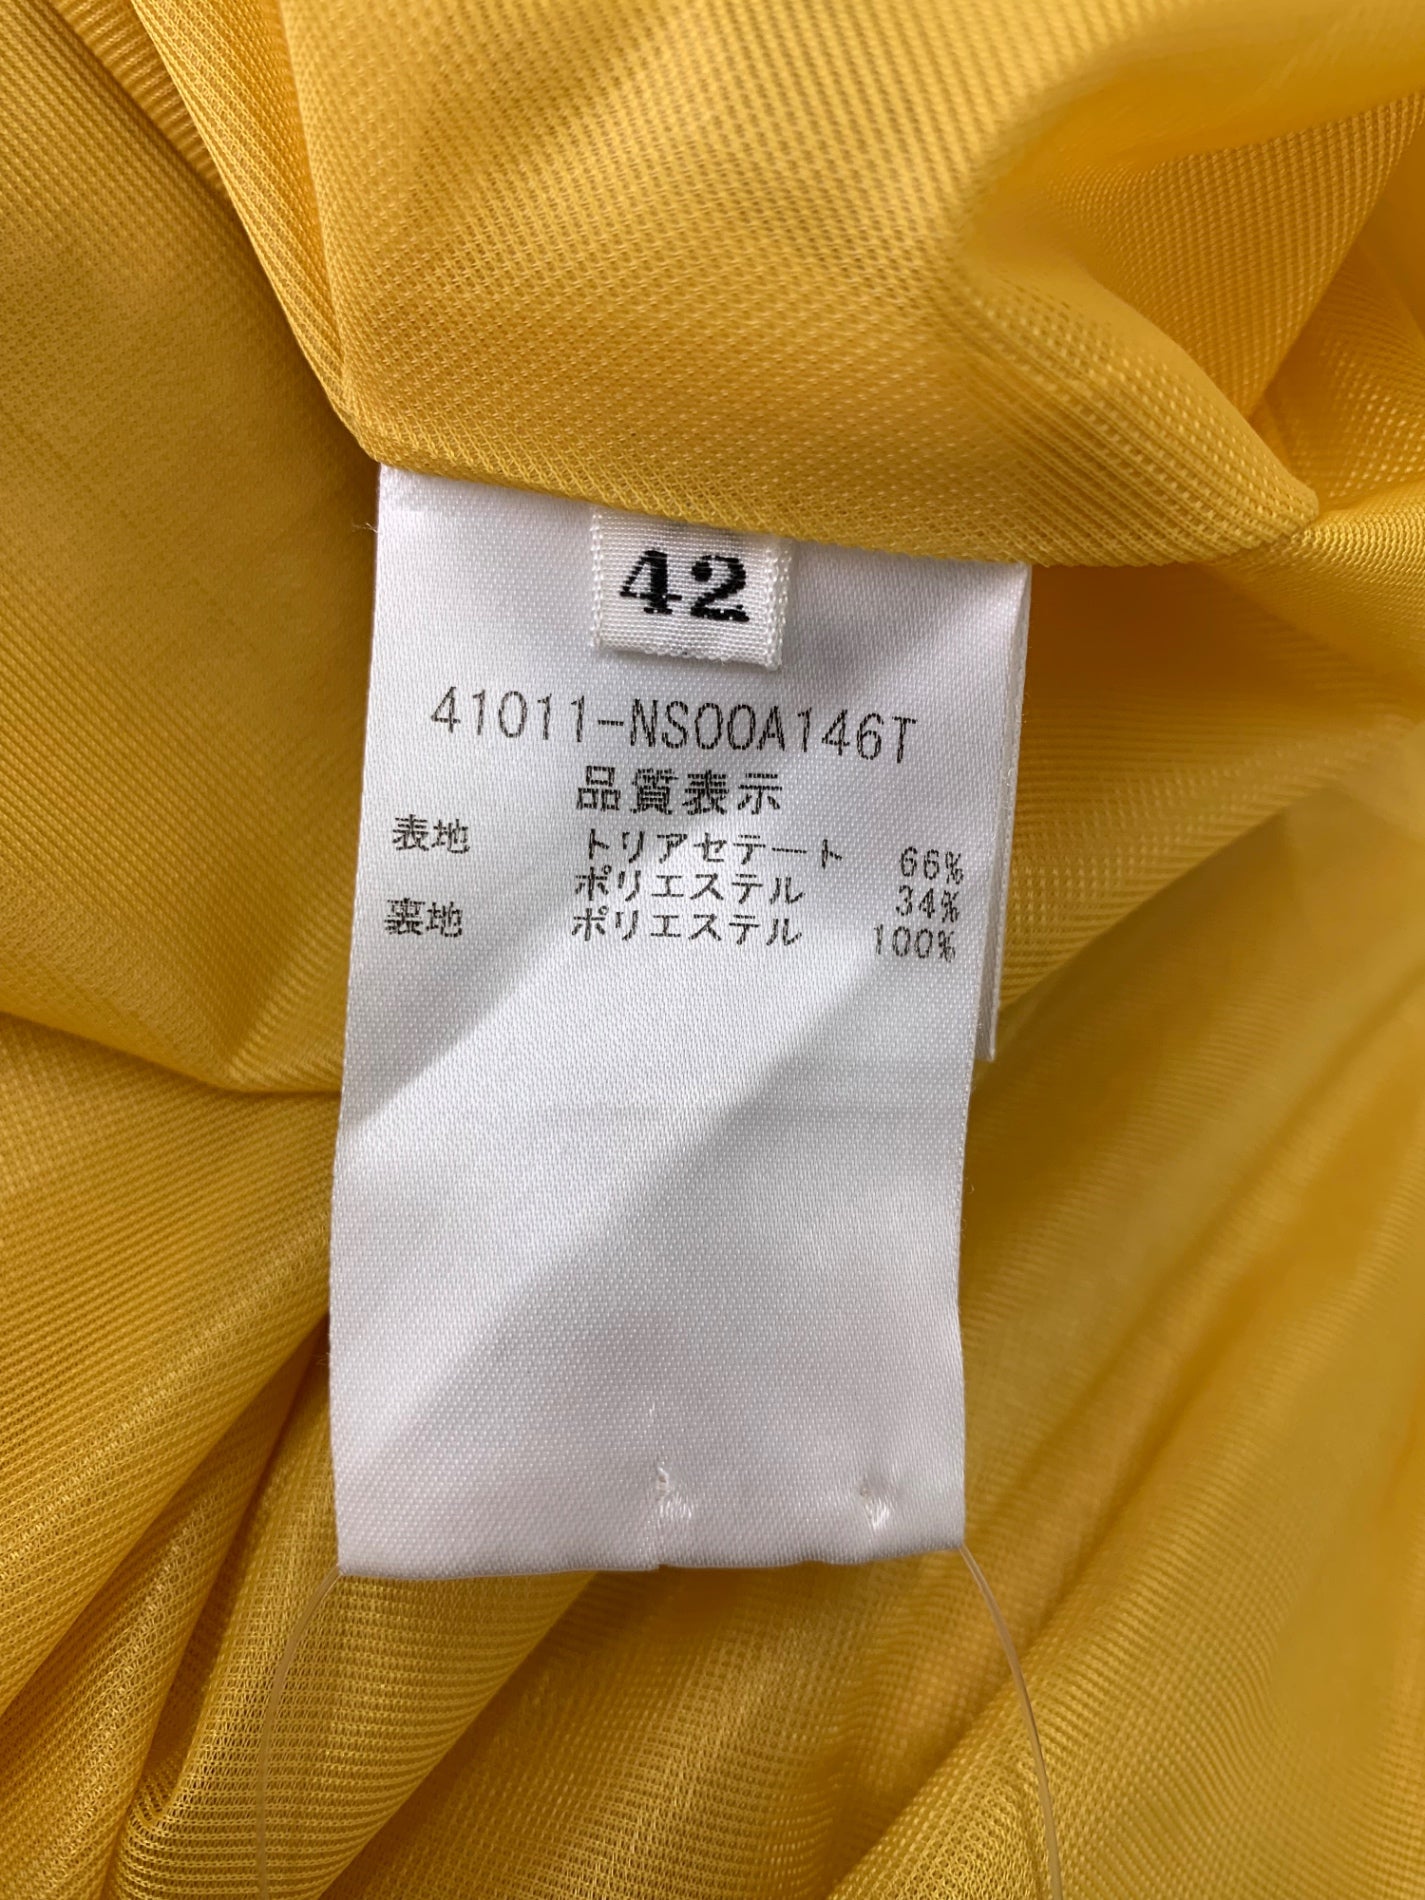 42
41011-NS00A146T
品質表示
表地 トリアセテート 66%
ポリエステル 34%
裏地 ポリエステル 100%